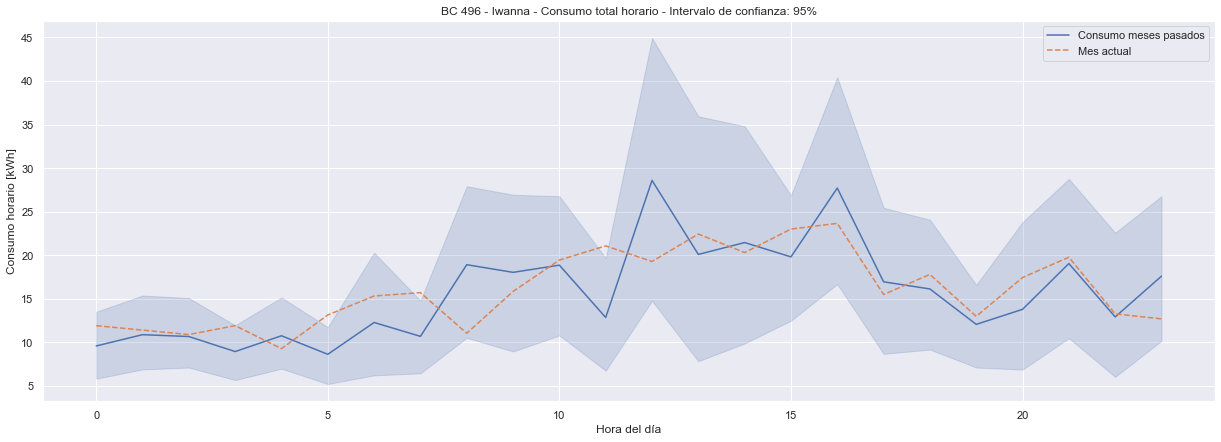 BC 496 - Iwanna - Consumo total horario - Intervalo de confianza: 95%
Consumo meses pasados
Mes actual
Consumo horario [kWh]
45
40
35
30
25
20
15
10
5
0
5
10
15
20
Hora del día